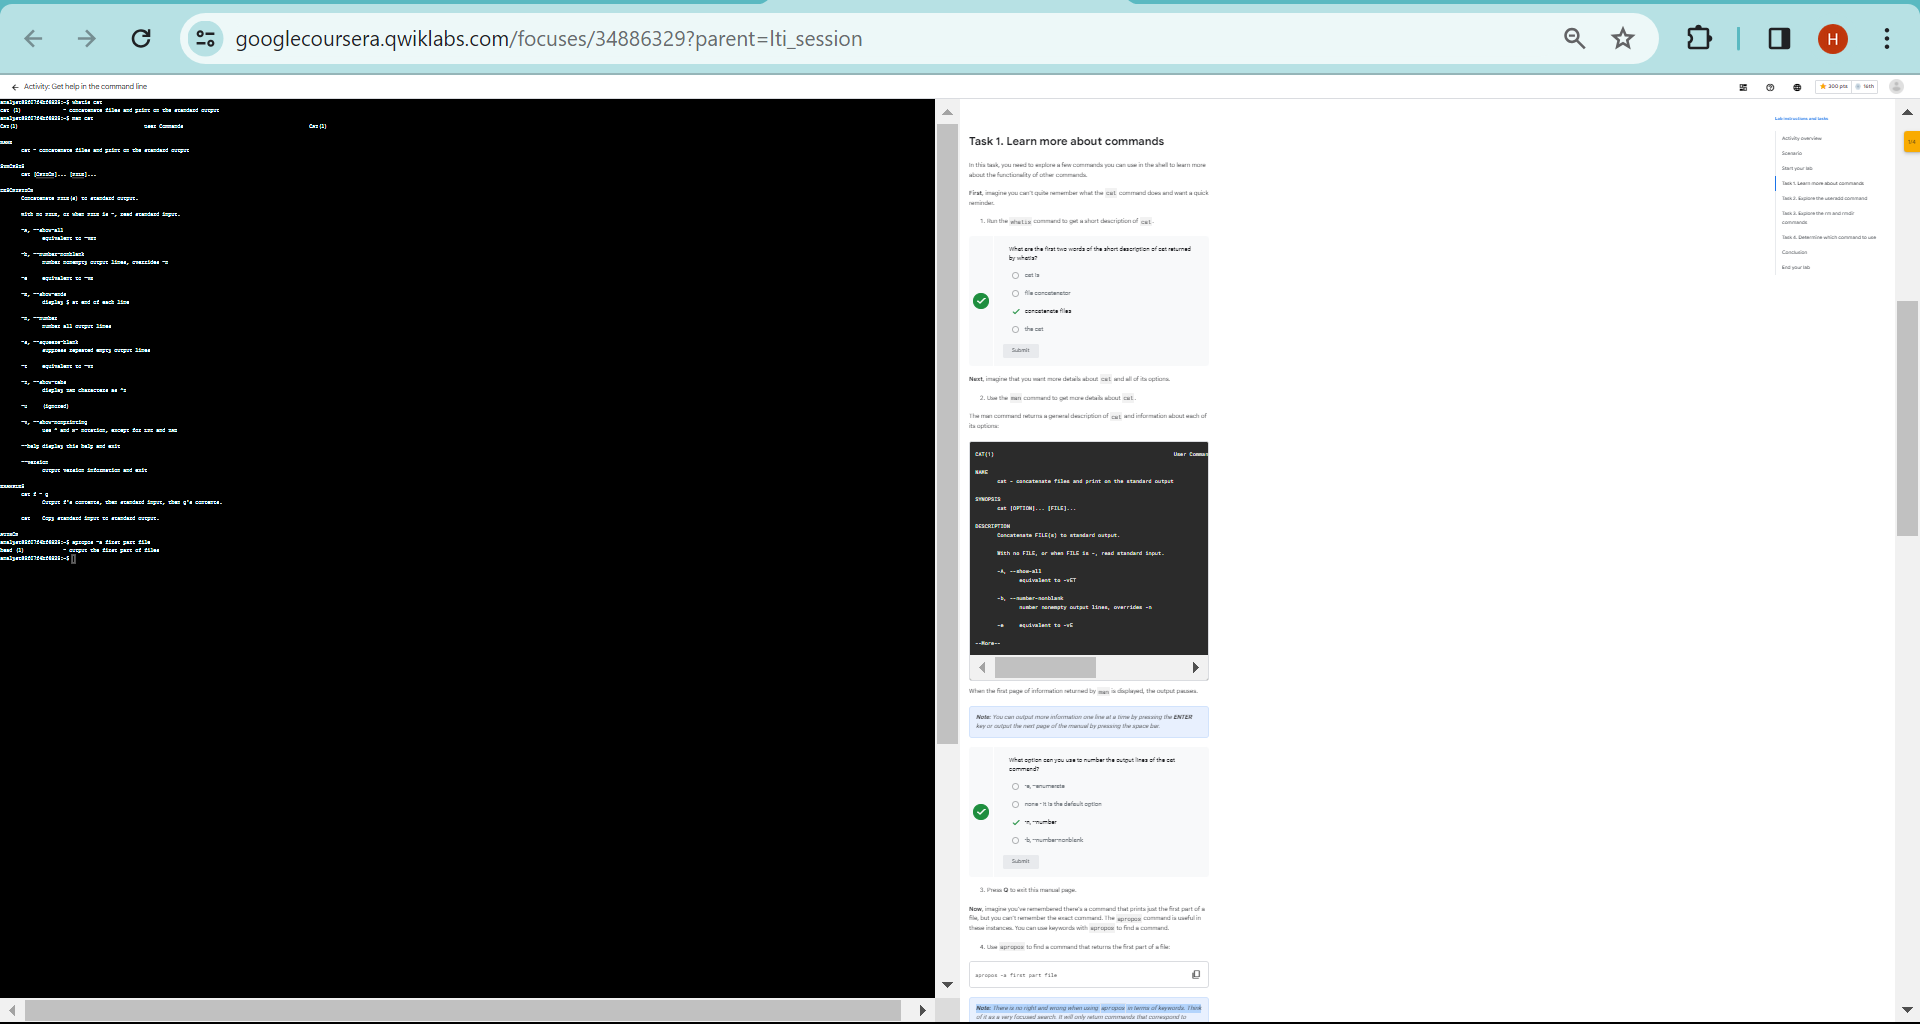 googlecoursera.qwiklabs.com/focuses/34886329?parent=lti_session
H
Activity: Get help in the command line
300 pts
16th
whatis cat
cat (1) - concatenate files and print on the standard output
man cat
CAT(1) User Commands CAT(1)
NAME
cat - concatenate files and print on the standard output
SYNOPSIS
cat [OPTION]... [FILE]...
DESCRIPTION
Concatenate FILE(s) to standard output.
With no FILE, or when FILE is -, read standard input.
-A, --show-all
equivalent to -vET
-b, --number-nonblank
number nonempty output lines, overrides -n
-e equivalent to -vE
-E, --show-ends
display $ at end of each line
-n, --number
number all output lines
-s, --squeeze-blank
suppress repeated empty output lines
-t equivalent to -vT
-T, --show-tabs
display TAB characters as ^I
-u (ignored)
-v, --show-nonprinting
use ^ and M- notation, except for LFD and TAB
--help display this help and exit
--version
output version information and exit
EXAMPLES
cat f - g
Output f's contents, then standard input, then g's contents.
cat Copy standard input to standard output.
AUTHOR
apropos -a first part file
head (1) - output the first part of files
Task 1. Learn more about commands
In this task, you need to explore a few commands you can use in the shell to learn more
about the functionality of other commands.
First, imagine you can't quite remember what the cat command does and want a quick
reminder.
1. Run the whatis command to get a short description of cat.
What are the first two words of the short description of cat returned
by whatis?
cat is
file concatenator
concatenate files
the cat
Submit
Next, imagine that you want more details about cat and all of its options.
2. Use the man command to get more details about cat.
The man command returns a general description of cat and information about each of
its options:
CAT(1) User Comman
NAME
cat - concatenate files and print on the standard output
SYNOPSIS
cat [OPTION]... [FILE]...
DESCRIPTION
Concatenate FILE(s) to standard output.
With no FILE, or when FILE is -, read standard input.
-A, --show-all
equivalent to -vET
-b, --number-nonblank
number nonempty output lines, overrides -n
-e equivalent to -vE
--More--
When the first page of information returned by man is displayed, the output pauses.
Note: You can output more information one line at a time by pressing the ENTER
key or output the next page of the manual by pressing the space bar.
What option can you use to number the output lines of the cat
command?
-e, --enumerate
none - it is the default option
-n, --number
-b, --number-nonblank
Submit
3. Press Q to exit this manual page.
Now, imagine you've remembered there's a command that prints just the first part of a
file, but you can't remember the exact command. The apropos command is useful in
these instances. You can use keywords with apropos to find a command.
4. Use apropos to find a command that returns the first part of a file:
apropos -a first part file
Note: There is no right and wrong when using apropos in terms of keywords. Think
of it as a very focused search. It will only return commands that correspond to
Lab instructions and tasks
Activity overview
Scenario
Start your lab
Task 1. Learn more about commands
Task 2. Explore the useradd command
Task 3. Explore the rm and rmdir
commands
Task 4. Determine which command to use
Conclusion
End your lab
1/4